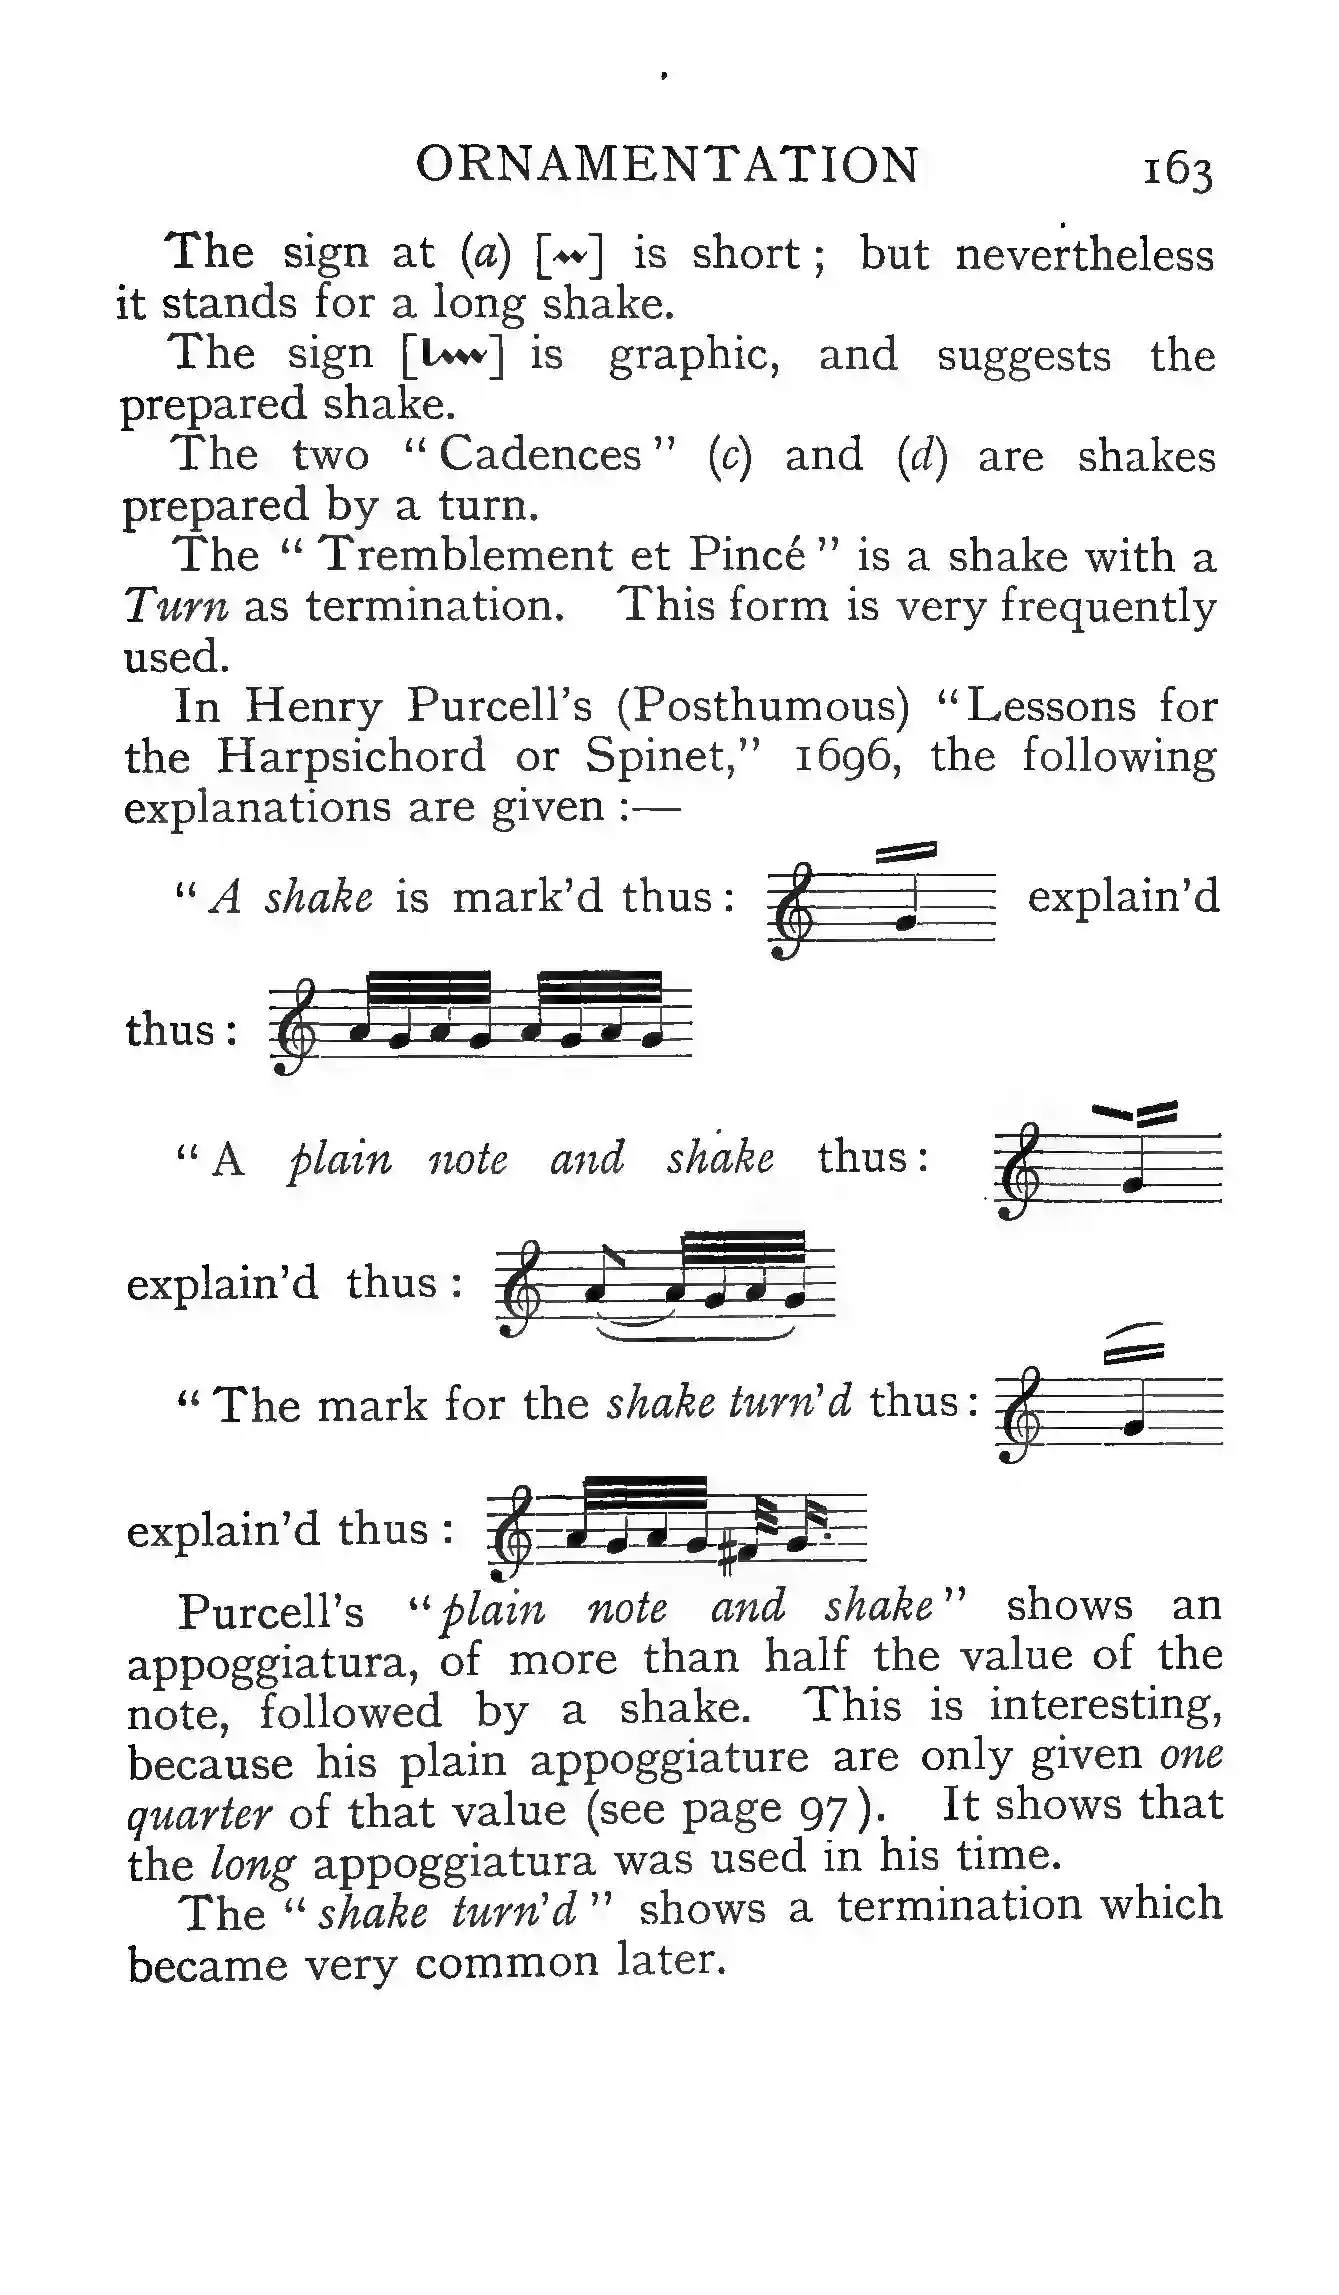 ORNAMENTATION 163
The sign at (a) [] is short ; but nevertheless
it stands for a long shake.
The sign [] is graphic, and suggests the
prepared shake.
The two “ Cadences ” (c) and (d) are shakes
prepared by a turn.
The “ Tremblement et Pincé ” is a shake with a
Turn as termination. This form is very frequently
used.
In Henry Purcell’s (Posthumous) “ Lessons for
the Harpsichord or Spinet,” 1696, the following
explanations are given :—
“ A shake is mark’d thus : explain’d
thus :
“ A plain note and shake thus :
explain’d thus :
“ The mark for the shake turn’d thus :
explain’d thus :
Purcell’s “ plain note and shake ” shows an
appoggiatura, of more than half the value of the
note, followed by a shake. This is interesting,
because his plain appoggiature are only given one
quarter of that value (see page 97). It shows that
the long appoggiatura was used in his time.
The “ shake turn’d ” shows a termination which
became very common later.